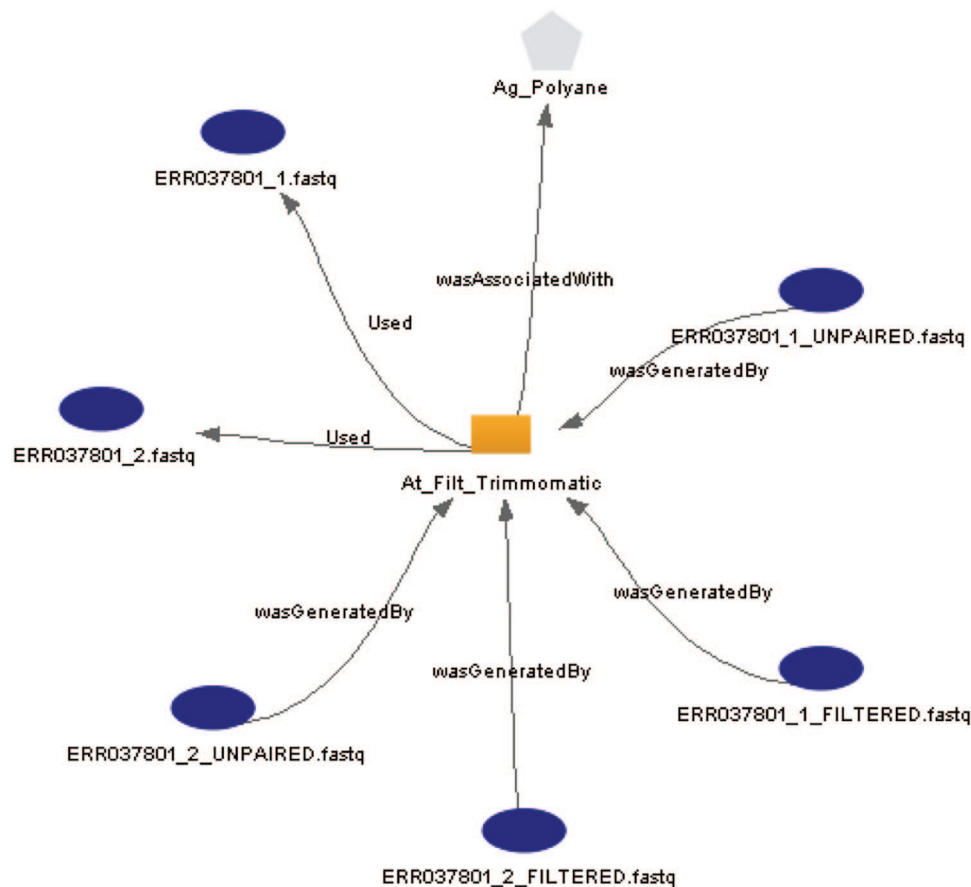 Ag_Polyane
ERR037801_1.fastq
wasAssociatedWith
Used
ERR037801_1_UNPAIRED.fastq
wasGeneratedBy
ERR037801_2.fastq
Used
At_Filt_Trimmomatic
wasGeneratedBy
wasGeneratedBy
wasGeneratedBy
ERR037801_1_FILTERED.fastq
ERR037801_2_UNPAIRED.fastq
ERR037801_2_FILTERED.fastq